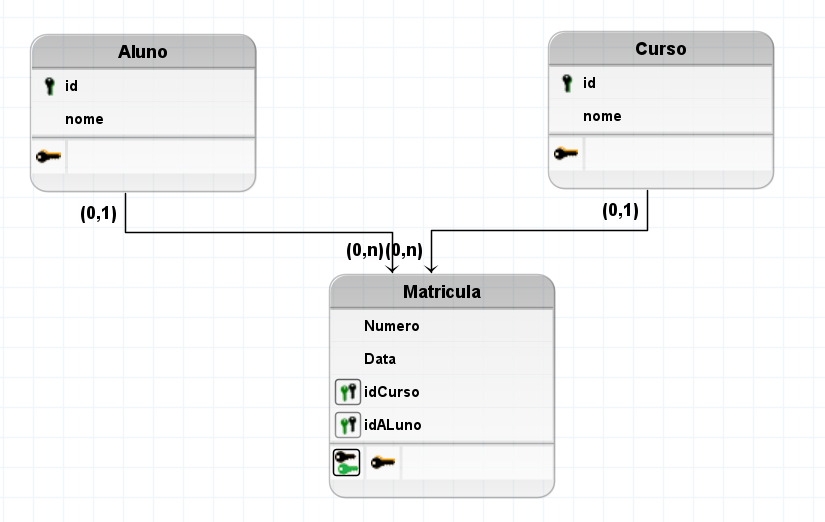 Aluno
id
nome
Curso
id
nome
(0,1)
(0,1)
(0,n)(0,n)
Matricula
Numero
Data
idCurso
idALuno